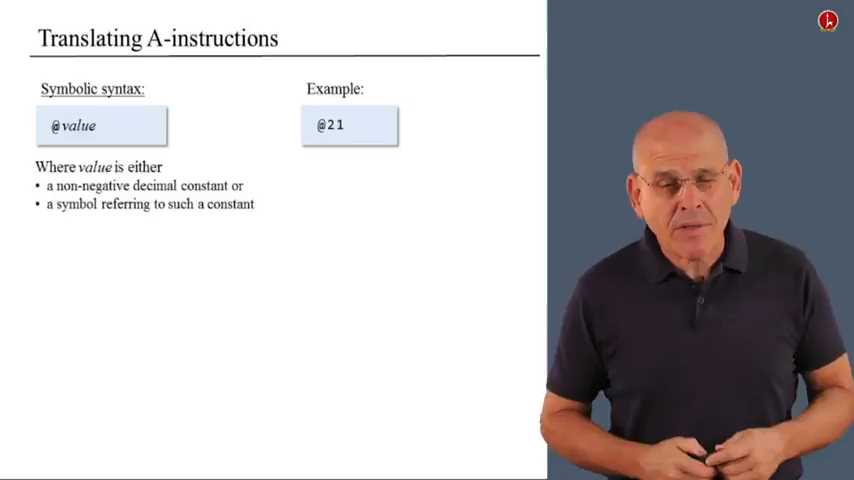 Translating A-instructions
Symbolic syntax:
Example:
@value
@21
Where value is either
• a non-negative decimal constant or
• a symbol referring to such a constant